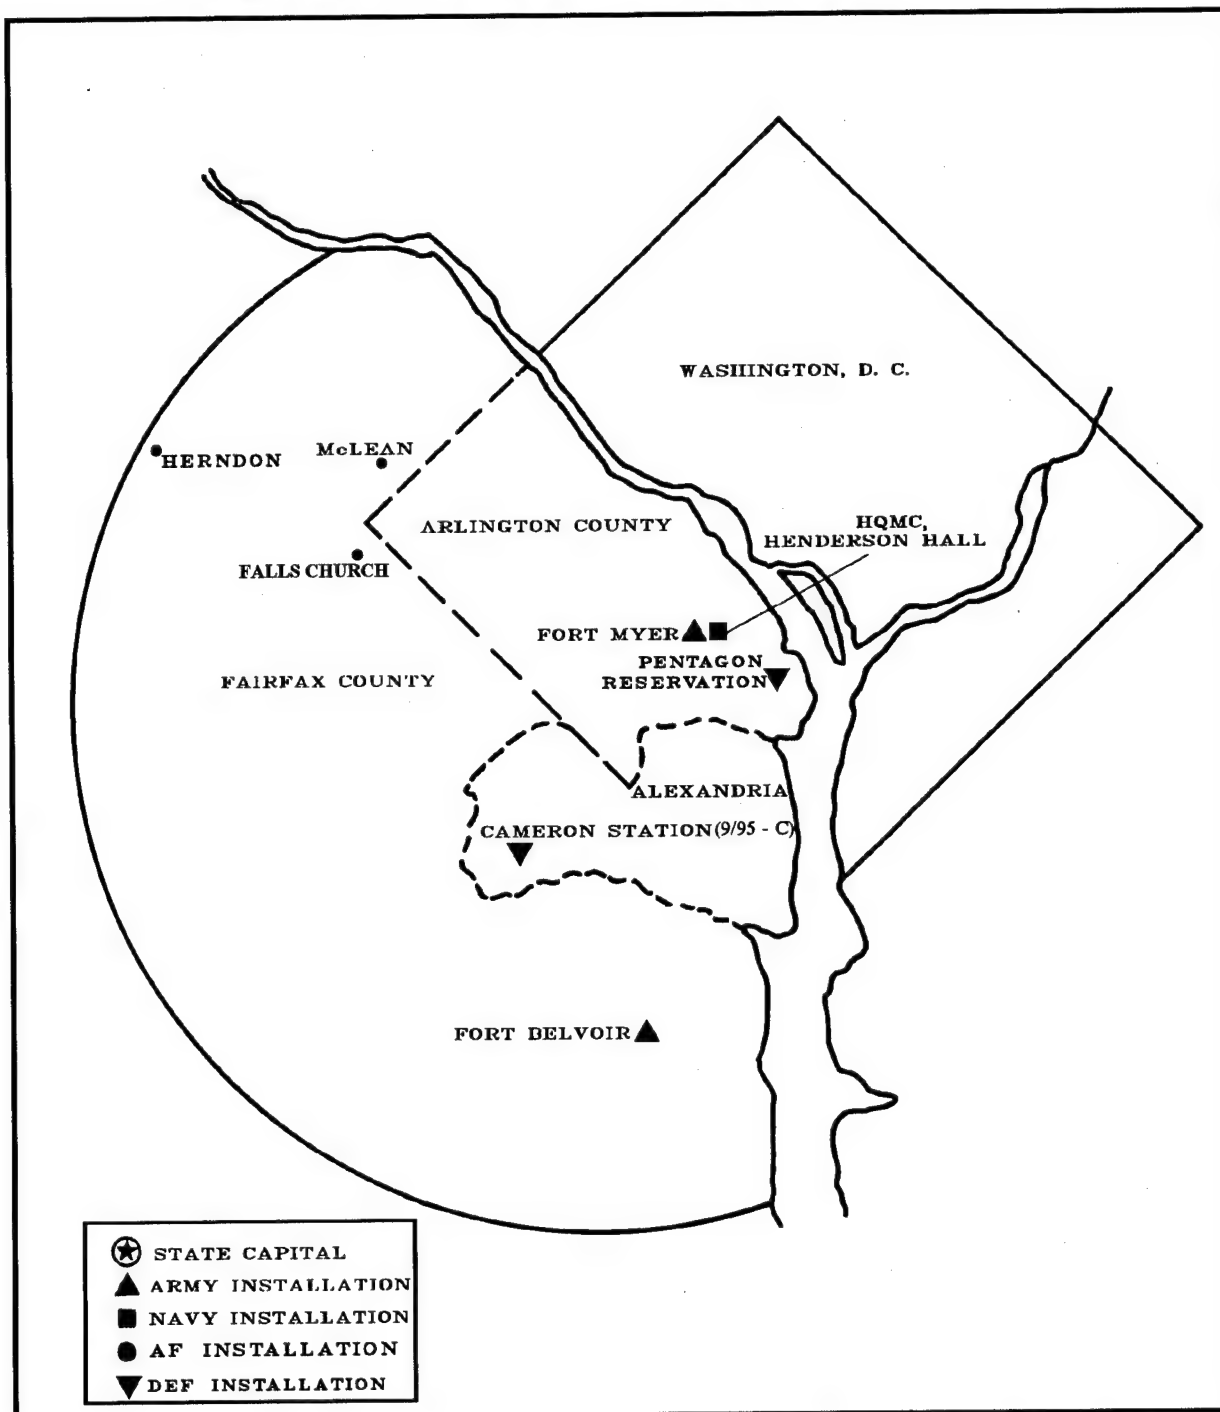 WASHINGTON, D. C.
HERNDON
McLEAN
ARLINGTON COUNTY
HQMC,
HENDERSON HALL
FALLS CHURCH
FORT MYER
PENTAGON
RESERVATION
FAIRFAX COUNTY
ALEXANDRIA
CAMERON STATION (9/95 - C)
FORT BELVOIR
STATE CAPITAL
ARMY INSTALLATION
NAVY INSTALLATION
AF INSTALLATION
DEF INSTALLATION